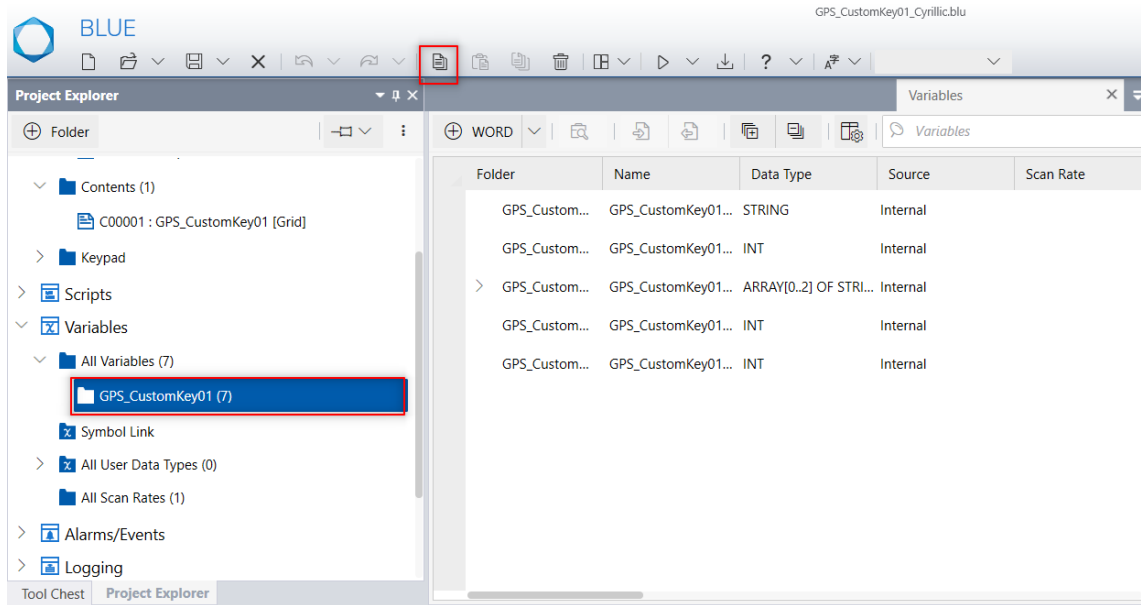 GPS_CustomKey01_Cyrillic.blu
BLUE
Project Explorer
Variables
Folder
WORD
Variables
Folder Name Data Type Source Scan Rate
Contents (1)
C00001 : GPS_CustomKey01 [Grid]
Keypad
Scripts
Variables
All Variables (7)
GPS_CustomKey01 (7)
Symbol Link
All User Data Types (0)
All Scan Rates (1)
Alarms/Events
Logging
Tool Chest Project Explorer
GPS_Custom... GPS_CustomKey01... STRING Internal
GPS_Custom... GPS_CustomKey01... INT Internal
GPS_Custom... GPS_CustomKey01... ARRAY[0..2] OF STRI... Internal
GPS_Custom... GPS_CustomKey01... INT Internal
GPS_Custom... GPS_CustomKey01... INT Internal